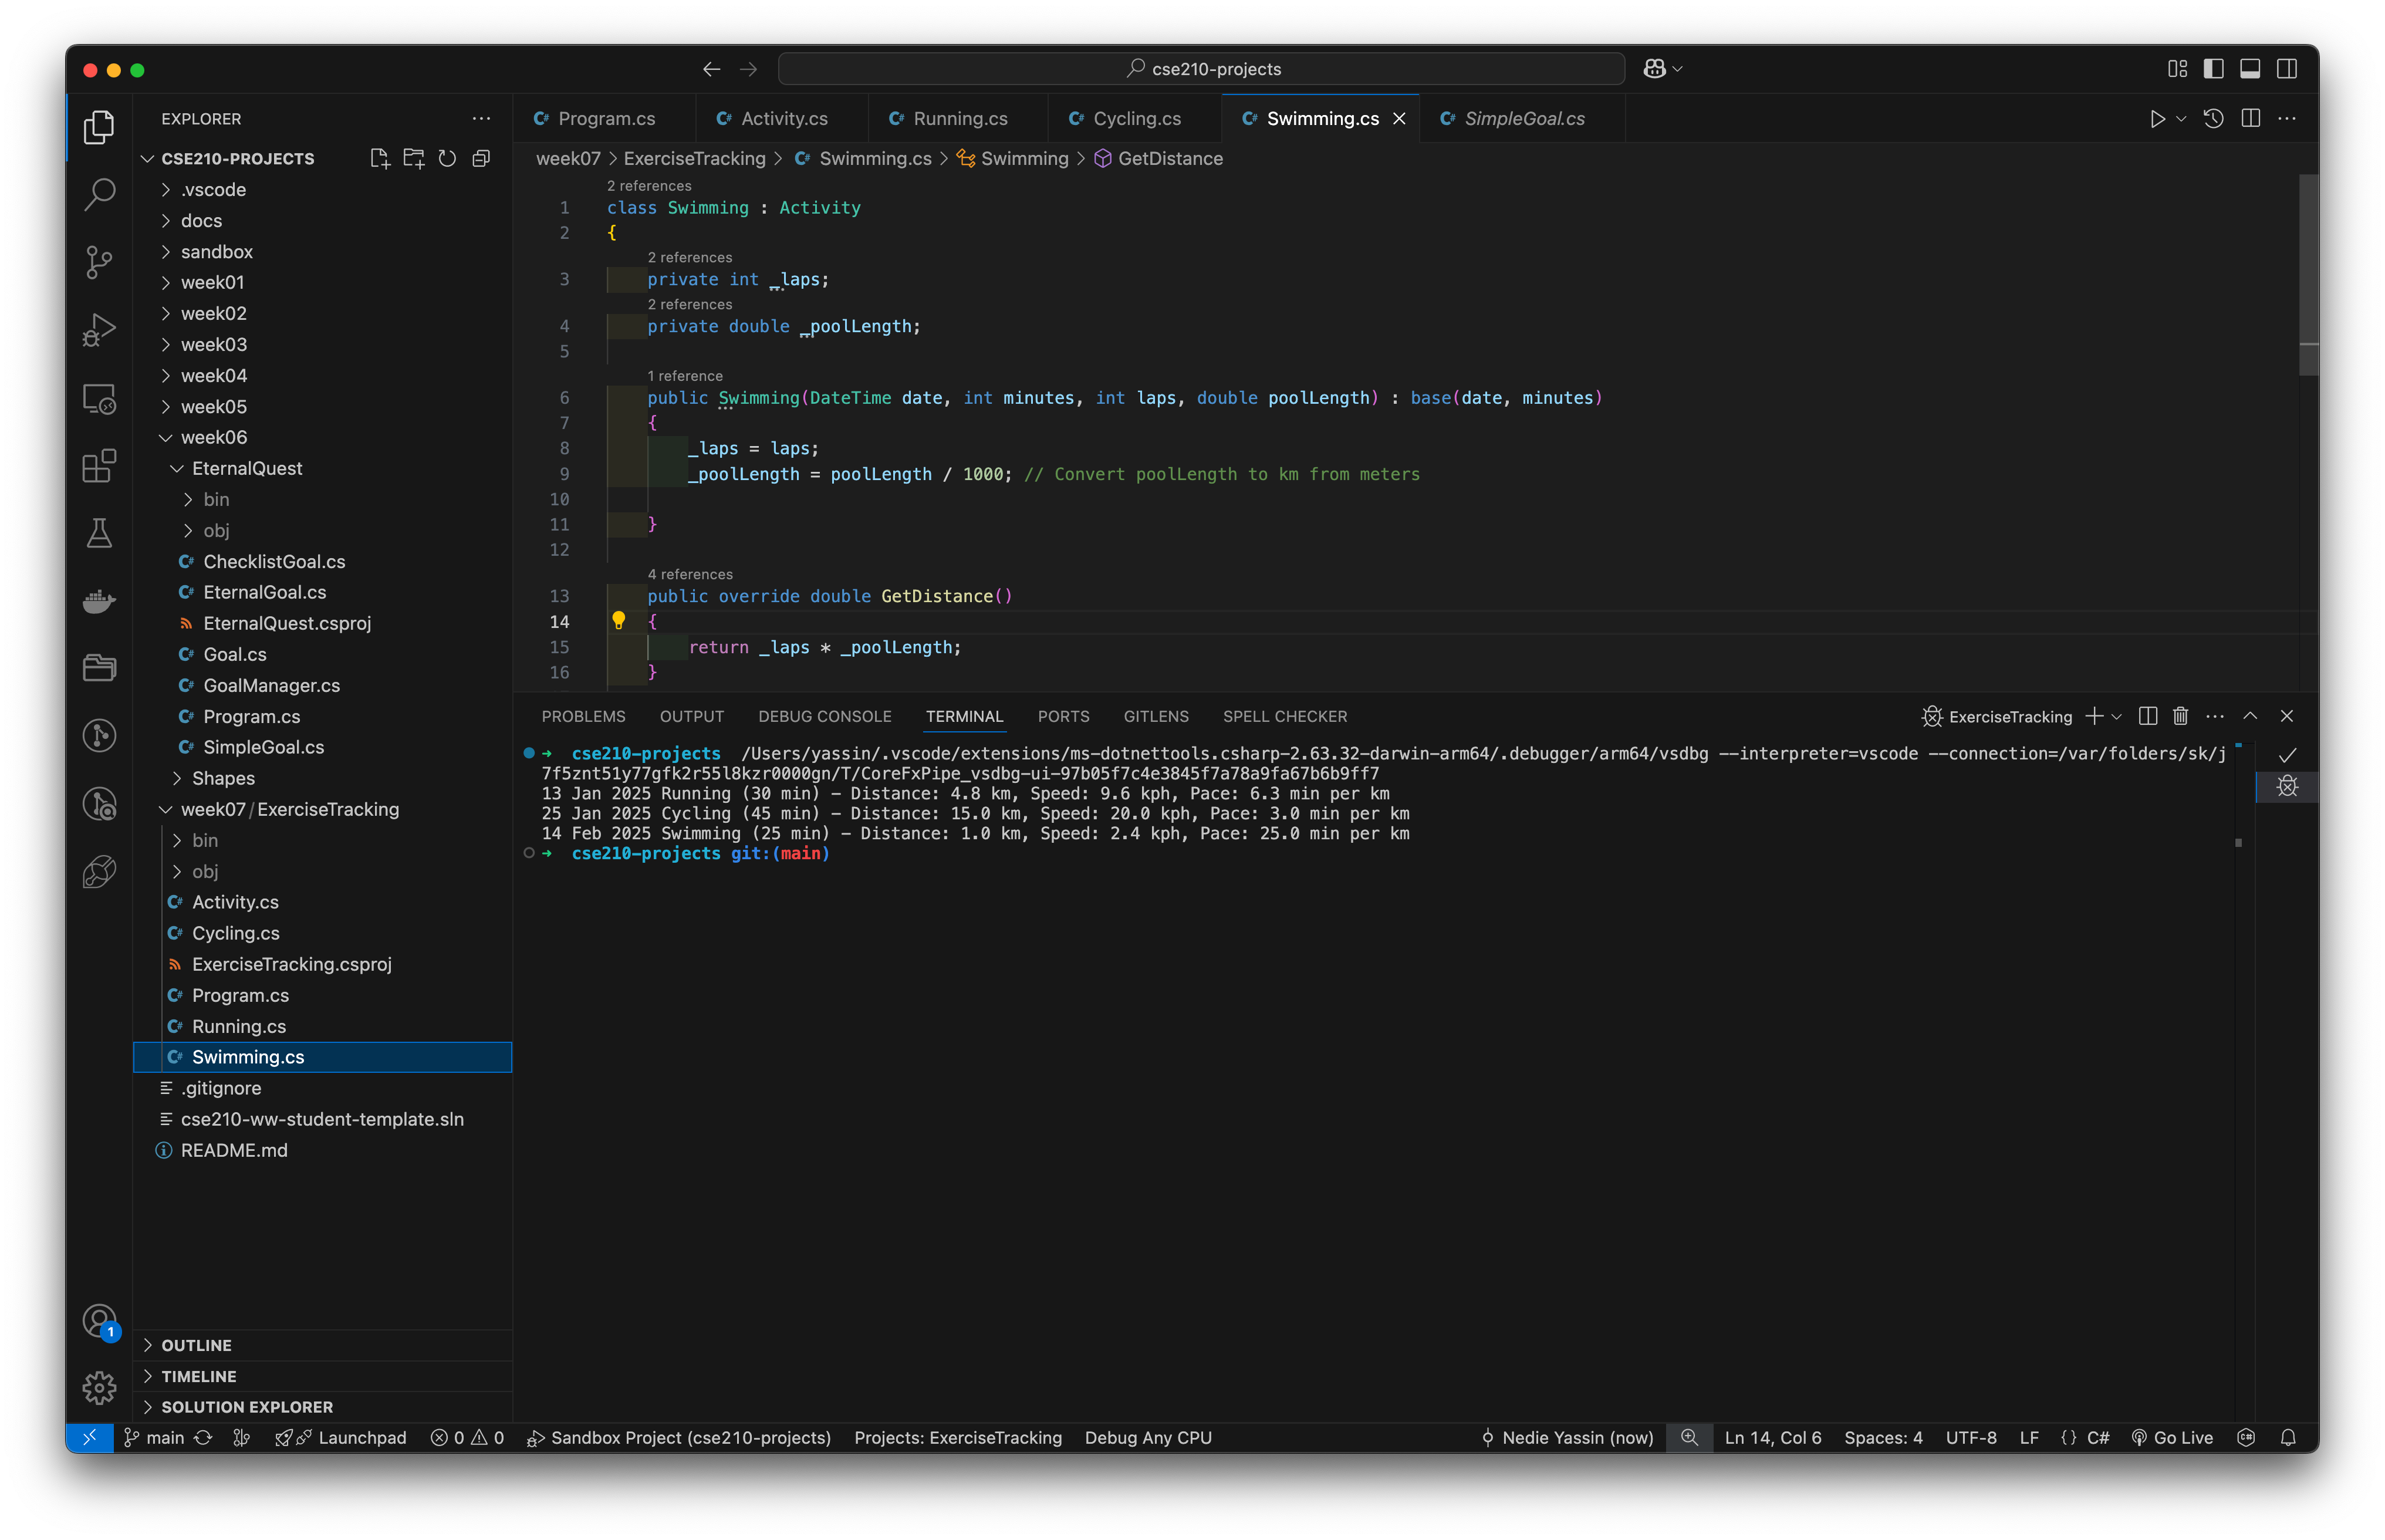 cse210-projects
EXPLORER
CSE210-PROJECTS
.vscode
docs
sandbox
week01
week02
week03
week04
week05
week06
EternalQuest
bin
obj
C# ChecklistGoal.cs
C# EternalGoal.cs
EternalQuest.csproj
C# Goal.cs
C# GoalManager.cs
C# Program.cs
C# SimpleGoal.cs
Shapes
week07 / ExerciseTracking
bin
obj
C# Activity.cs
C# Cycling.cs
ExerciseTracking.csproj
C# Program.cs
C# Running.cs
C# Swimming.cs
.gitignore
cse210-ww-student-template.sln
README.md
1
OUTLINE
TIMELINE
SOLUTION EXPLORER
C# Program.cs C# Activity.cs C# Running.cs C# Cycling.cs C# Swimming.cs C# SimpleGoal.cs
week07 > ExerciseTracking > C# Swimming.cs > Swimming > GetDistance
2 references
1 class Swimming : Activity
2 {
2 references
3 private int _laps;
2 references
4 private double _poolLength;
5
1 reference
6 public Swimming(DateTime date, int minutes, int laps, double poolLength) : base(date, minutes)
7 {
8 _laps = laps;
9 _poolLength = poolLength / 1000; // Convert poolLength to km from meters
10
11 }
12
4 references
13 public override double GetDistance()
14 {
15 return _laps * _poolLength;
16 }
PROBLEMS OUTPUT DEBUG CONSOLE TERMINAL PORTS GITLENS SPELL CHECKER ExerciseTracking
→ cse210-projects /Users/yassin/.vscode/extensions/ms-dotnettools.csharp-2.63.32-darwin-arm64/.debugger/arm64/vsdbg --interpreter=vscode --connection=/var/folders/sk/j
7f5znt51y77gfk2r55l8kzr0000gn/T/CoreFxPipe_vsdbg-ui-97b05f7c4e3845f7a78a9fa67b6b9ff7
13 Jan 2025 Running (30 min) - Distance: 4.8 km, Speed: 9.6 kph, Pace: 6.3 min per km
25 Jan 2025 Cycling (45 min) - Distance: 15.0 km, Speed: 20.0 kph, Pace: 3.0 min per km
14 Feb 2025 Swimming (25 min) - Distance: 1.0 km, Speed: 2.4 kph, Pace: 25.0 min per km
→ cse210-projects git:(main)
main Launchpad 0 0 Sandbox Project (cse210-projects) Projects: ExerciseTracking Debug Any CPU Nedie Yassin (now) Ln 14, Col 6 Spaces: 4 UTF-8 LF {} C# Go Live